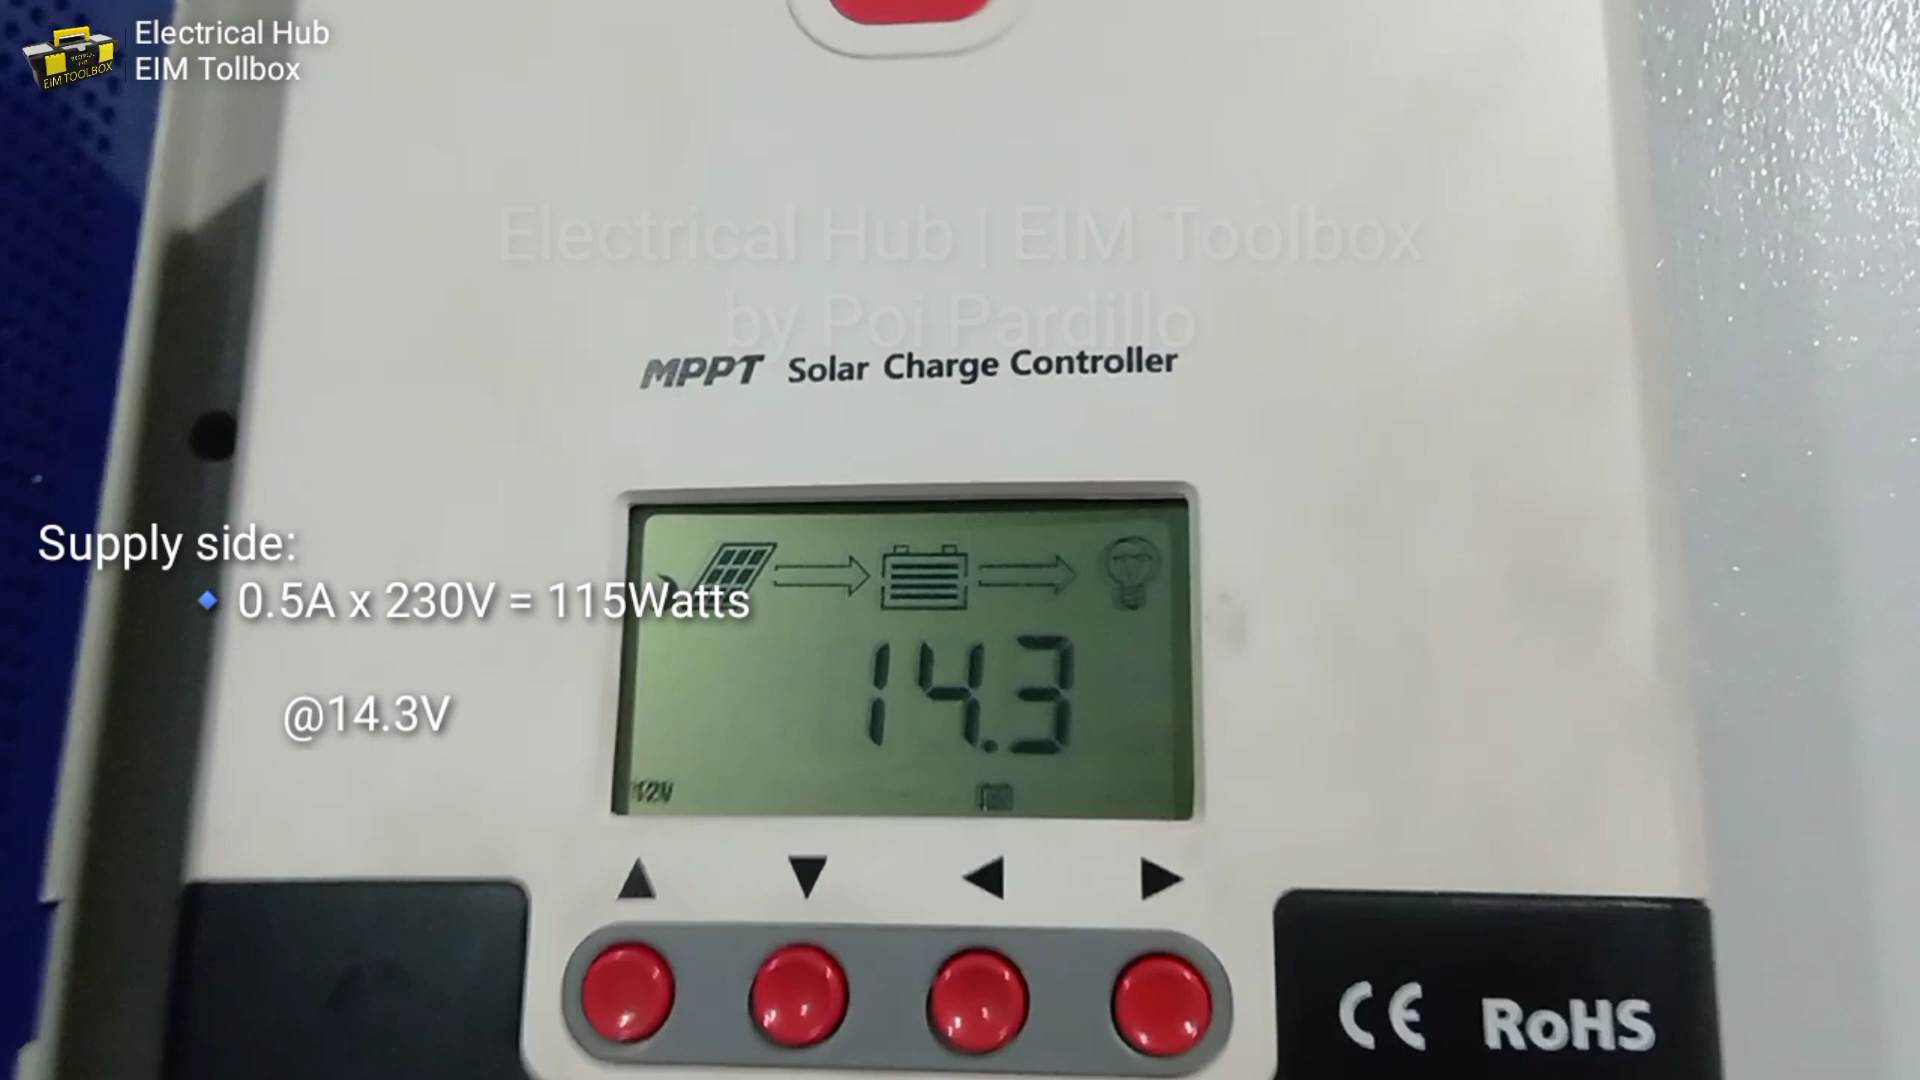 Electrical Hub
EIM Tollbox
EIM TOOLBOX
Electrical Hub | EIM Toolbox
by Poi Pardillo
MPPT Solar Charge Controller
Supply side:
0.5A x 230V = 115Watts
@14.3V
14.3
12V
CE RoHS